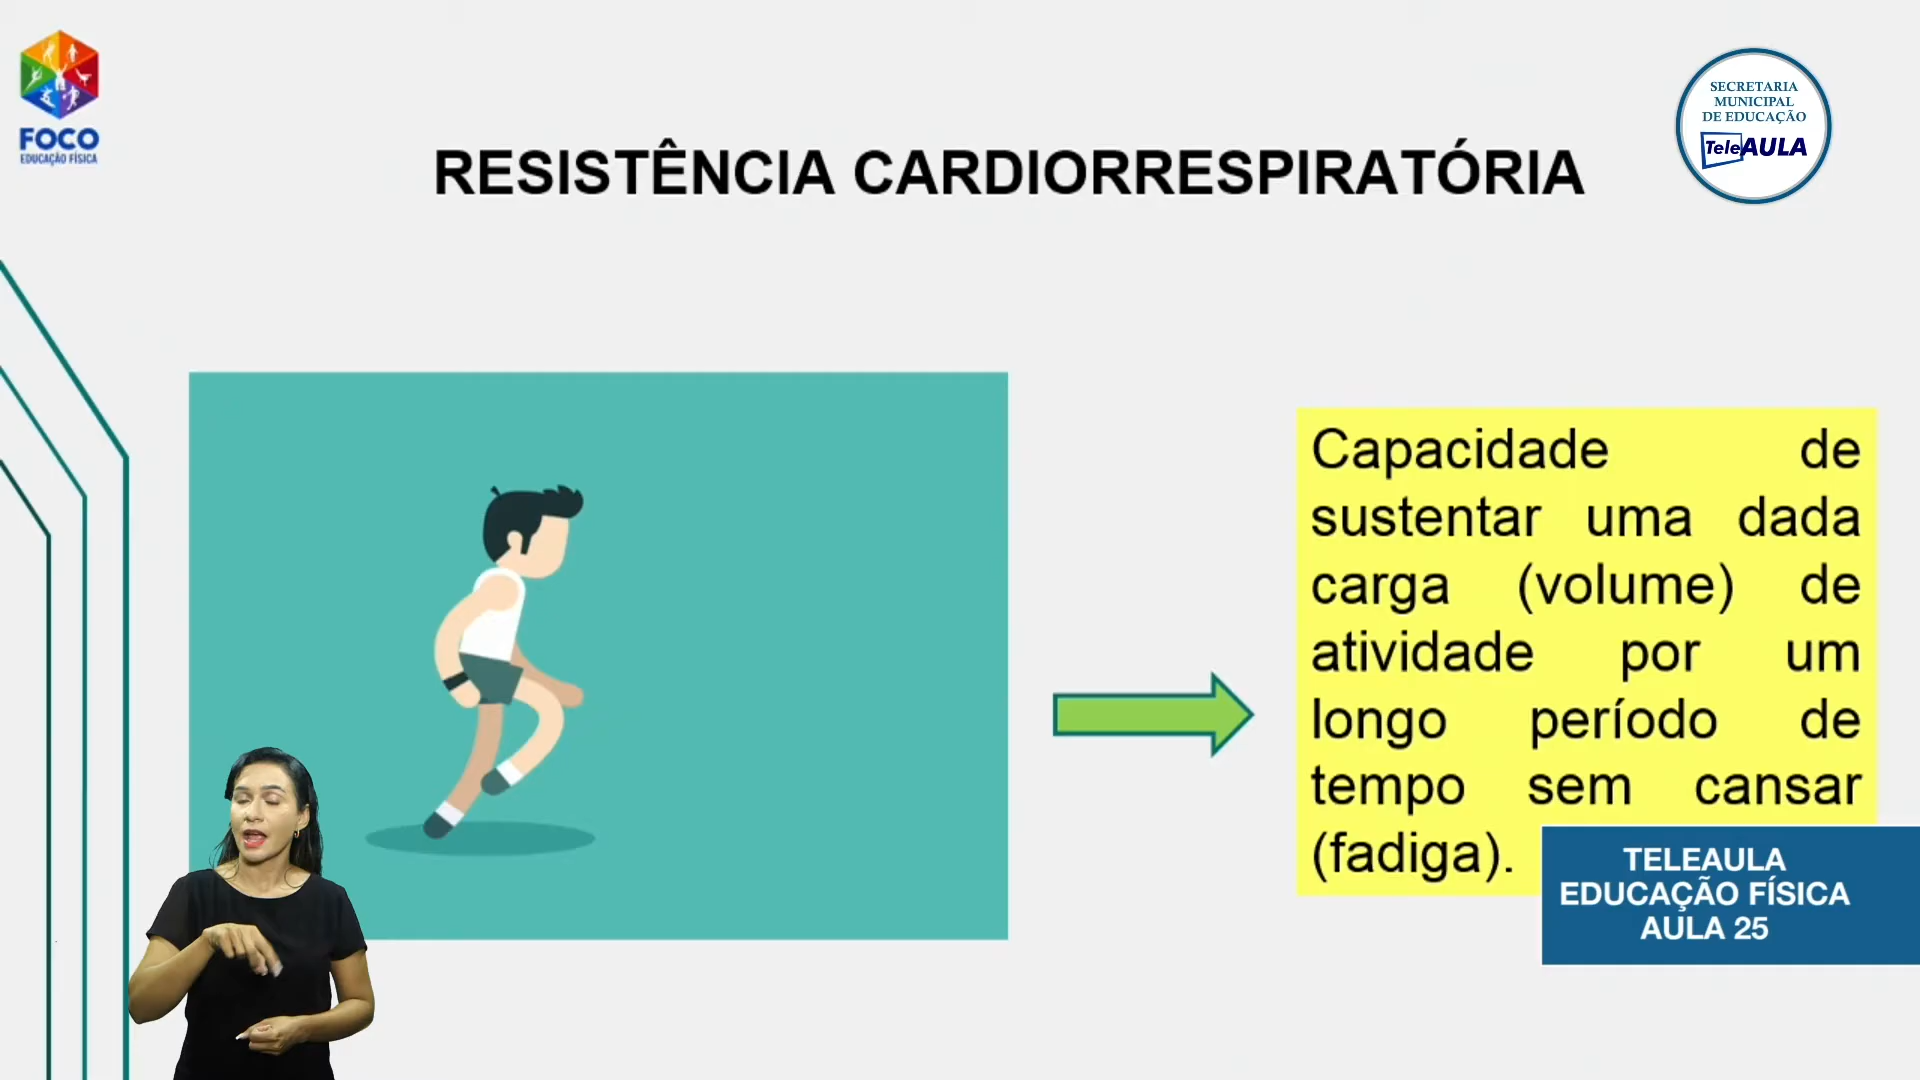 FOCO
EDUCAÇÃO FÍSICA
SECRETARIA
MUNICIPAL
DE EDUCAÇÃO
TeleAULA
RESISTÊNCIA CARDIORRESPIRATÓRIA
Capacidade de
sustentar uma dada
carga (volume) de
atividade por um
longo período de
tempo sem cansar
(fadiga).
TELEAULA
EDUCAÇÃO FÍSICA
AULA 25